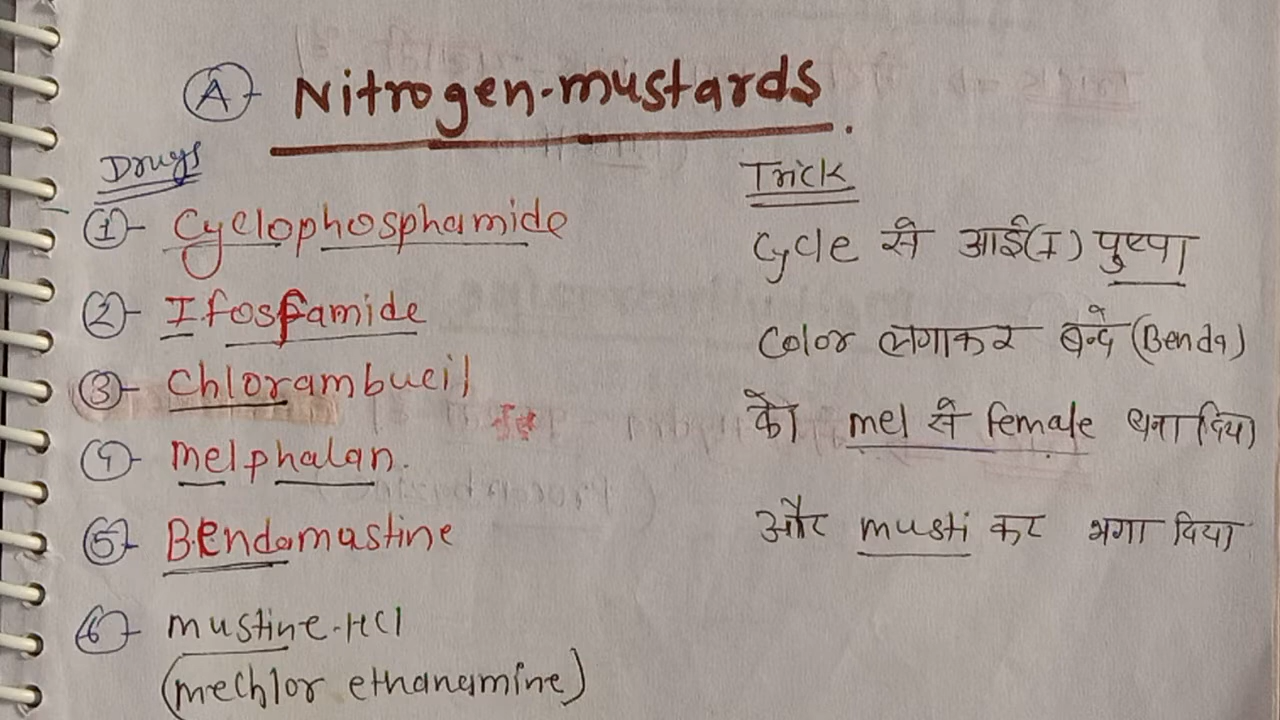 A Nitrogen-mustards.
Drugs
1- Cyclophosphamide
2- Ifosfamide
3- Chlorambucil
4- melphalan.
5- Bendamustine
6- mustine-HCl
(mechlor ethanamine)
Trick
Cycle से आई(I) पुष्पा
Color लगाकर बन्दे (Benda)
को mel से female बना दिया
और musti कर भगा दिया